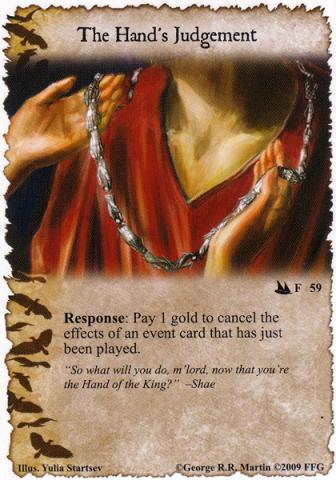 The Hand's Judgement
F 59
Response: Pay 1 gold to cancel the
effects of an event card that has just
been played.
"So what will you do, m'lord, now that you're
the Hand of the King?" –Shae
Illus. Yulia Startsev ©George R.R. Martin ©2009 FFG